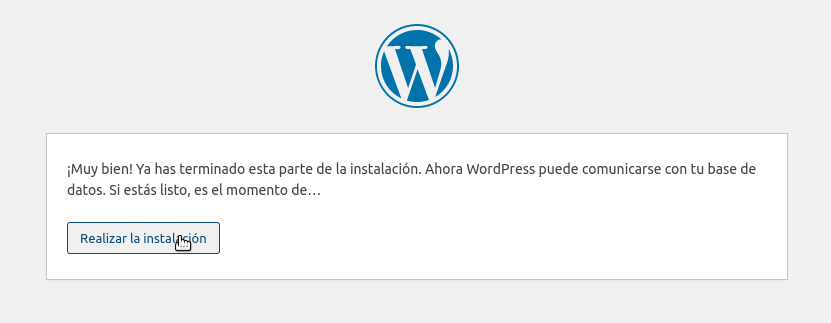 ¡Muy bien! Ya has terminado esta parte de la instalación. Ahora WordPress puede comunicarse con tu base de
datos. Si estás listo, es el momento de…
Realizar la instalación